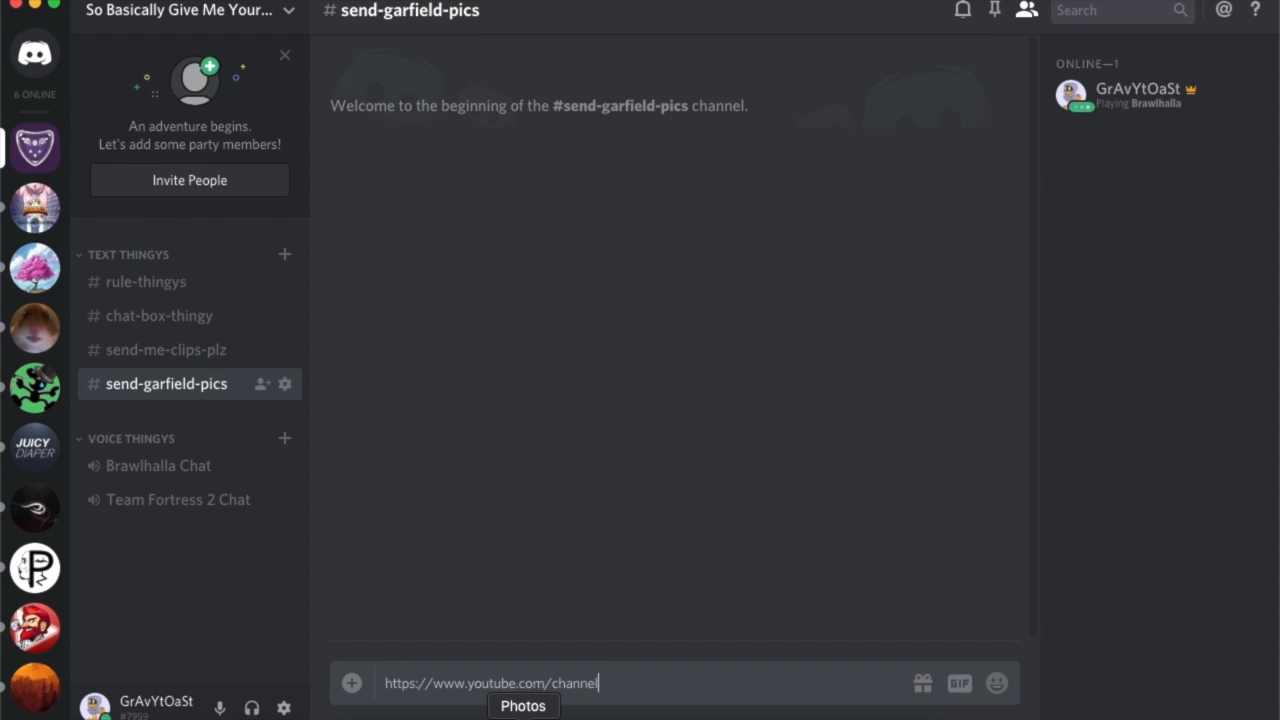 So Basically Give Me Your...
# send-garfield-pics
Search
@
?
6 ONLINE
An adventure begins.
Let's add some party members!
Invite People
TEXT THINGYS
# rule-thingys
# chat-box-thingy
# send-me-clips-plz
# send-garfield-pics
VOICE THINGYS
Brawlhalla Chat
Team Fortress 2 Chat
JUICY
DIAPER
P
GrAvYtOaSt
#7959
Welcome to the beginning of the #send-garfield-pics channel.
https://www.youtube.com/channel
GIF
Photos
ONLINE—1
GrAvYtOaSt
Playing Brawlhalla